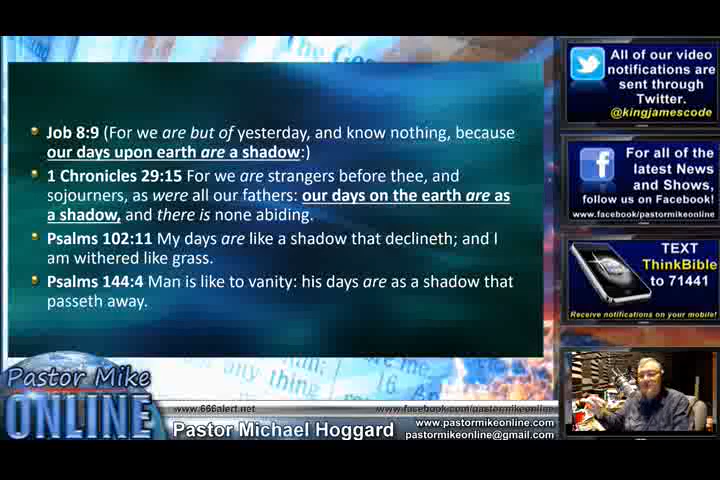 Job 8:9 (For we are but of yesterday, and know nothing, because
our days upon earth are a shadow:)
1 Chronicles 29:15 For we are strangers before thee, and
sojourners, as were all our fathers: our days on the earth are as
a shadow, and there is none abiding.
Psalms 102:11 My days are like a shadow that declineth; and I
am withered like grass.
Psalms 144:4 Man is like to vanity: his days are as a shadow that
passeth away.
All of our video
notifications are
sent through
Twitter.
@kingjamescode
For all of the
latest News
and Shows,
follow us on Facebook!
www.facebook/pastormikeonline
TEXT
ThinkBible
to 71441
Receive notifications on your mobile!
Pastor Mike
ONLINE
www.666alert.net
www.facebook.com/pastormikeonline
Pastor Michael Hoggard
www.pastormikeonline.com
pastormikeonline@gmail.com
any thing
16